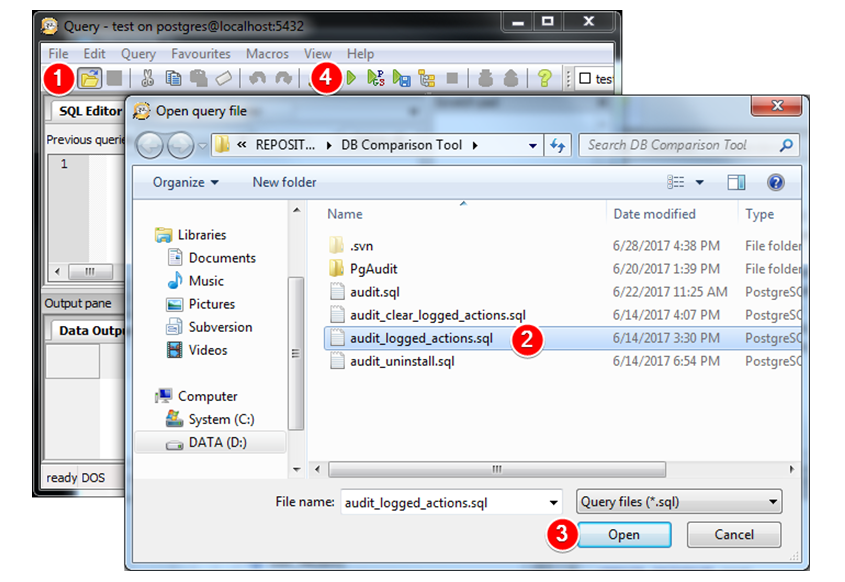 Query - test on postgres@localhost:5432
File Edit Query Favourites Macros View Help
1 4 tes
SQL Editor
Previous querie
1
Output pane
Data Outp
ready DOS
Open query file
« REPOSIT... DB Comparison Tool
Search DB Comparison Tool
Organize New folder
Name Date modified Type
Libraries
Documents
Music
Pictures
Subversion
Videos
Computer
System (C:)
DATA (D:)
.svn 6/28/2017 4:38 PM File folder
PgAudit 6/20/2017 1:39 PM File folder
audit.sql 6/22/2017 11:25 AM PostgreSQ
audit_clear_logged_actions.sql 6/14/2017 4:07 PM PostgreSQ
audit_logged_actions.sql 2 6/14/2017 3:30 PM PostgreSQ
audit_uninstall.sql 6/14/2017 6:54 PM PostgreSQ
File name: audit_logged_actions.sql Query files (*.sql)
3 Open Cancel